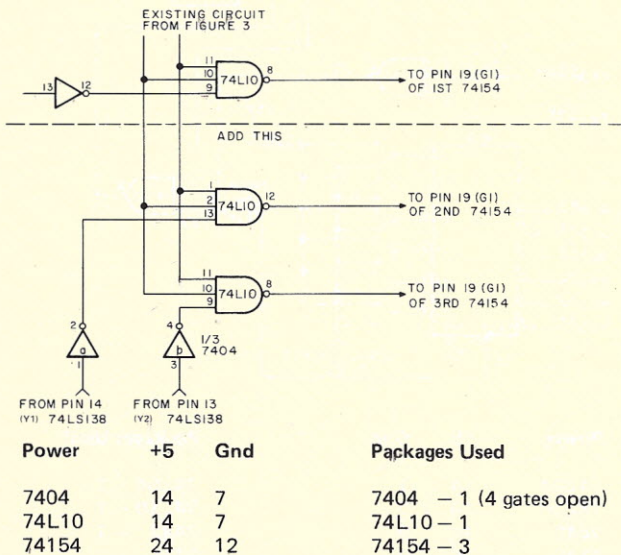 EXISTING CIRCUIT
FROM FIGURE 3
11
10
9
74L10
8
TO PIN 19 (G1)
OF 1ST 74154
13
12
ADD THIS
1
2
13
74L10
12
TO PIN 19 (G1)
OF 2ND 74154
11
10
9
74L10
8
TO PIN 19 (G1)
OF 3RD 74154
2
a
1
4
b
3
1/3
7404
FROM PIN 14
(Y1) 74LS138
FROM PIN 13
(Y2) 74LS138
Power +5 Gnd Packages Used
7404 14 7 7404 – 1 (4 gates open)
74L10 14 7 74L10 – 1
74154 24 12 74154 – 3